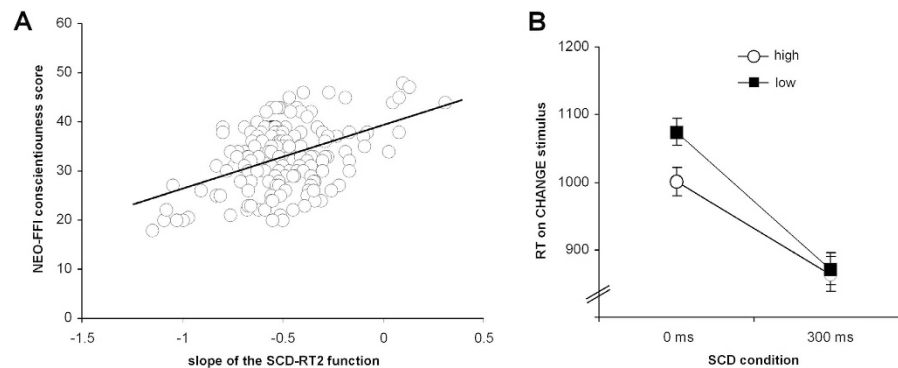 A
NEO-FFI conscientiouness score
60
50
40
30
20
10
0
-1.5
-1
-0.5
0
0.5
slope of the SCD-RT2 function
B
RT on CHANGE stimulus
1200
1100
1000
900
high
low
0 ms
300 ms
SCD condition